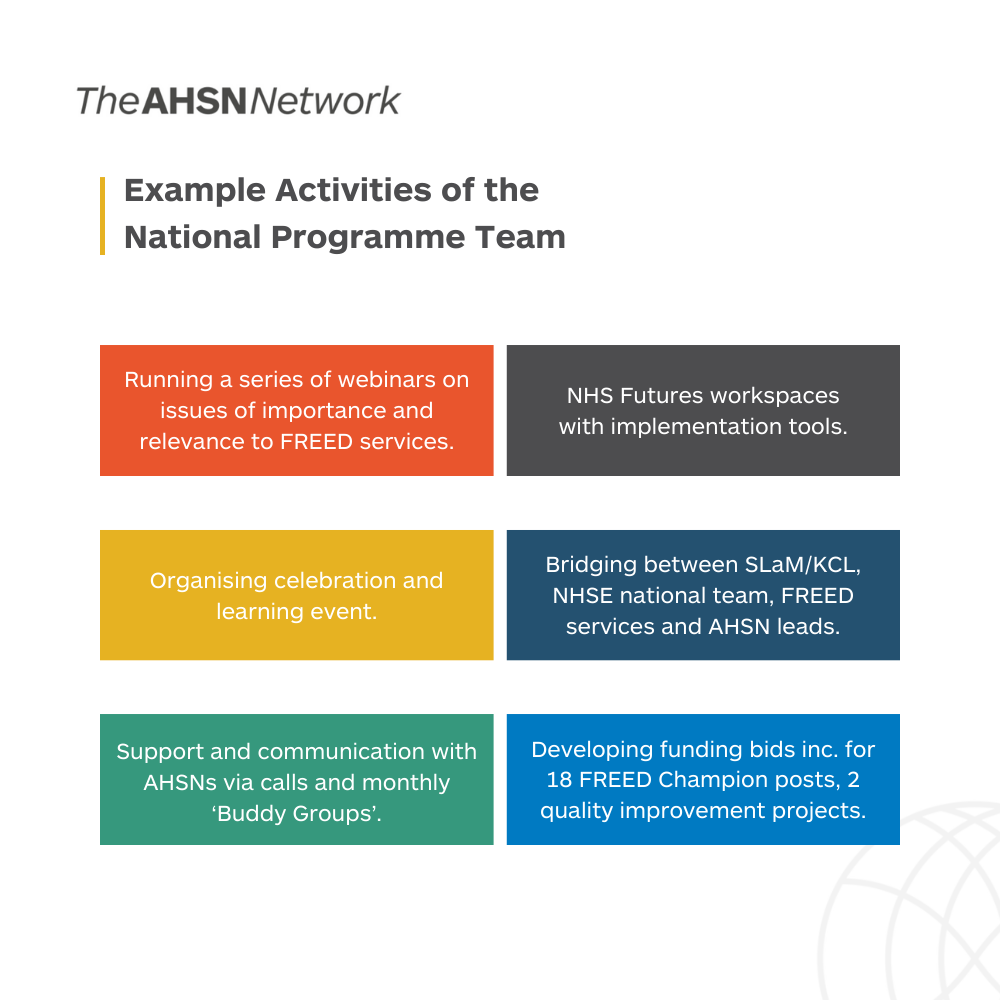 The AHSN Network
Example Activities of the
National Programme Team
Running a series of webinars on
issues of importance and
relevance to FREED services.
NHS Futures workspaces
with implementation tools.
Organising celebration and
learning event.
Bridging between SLaM/KCL,
NHSE national team, FREED
services and AHSN leads.
Support and communication with
AHSNs via calls and monthly
‘Buddy Groups’.
Developing funding bids inc. for
18 FREED Champion posts, 2
quality improvement projects.